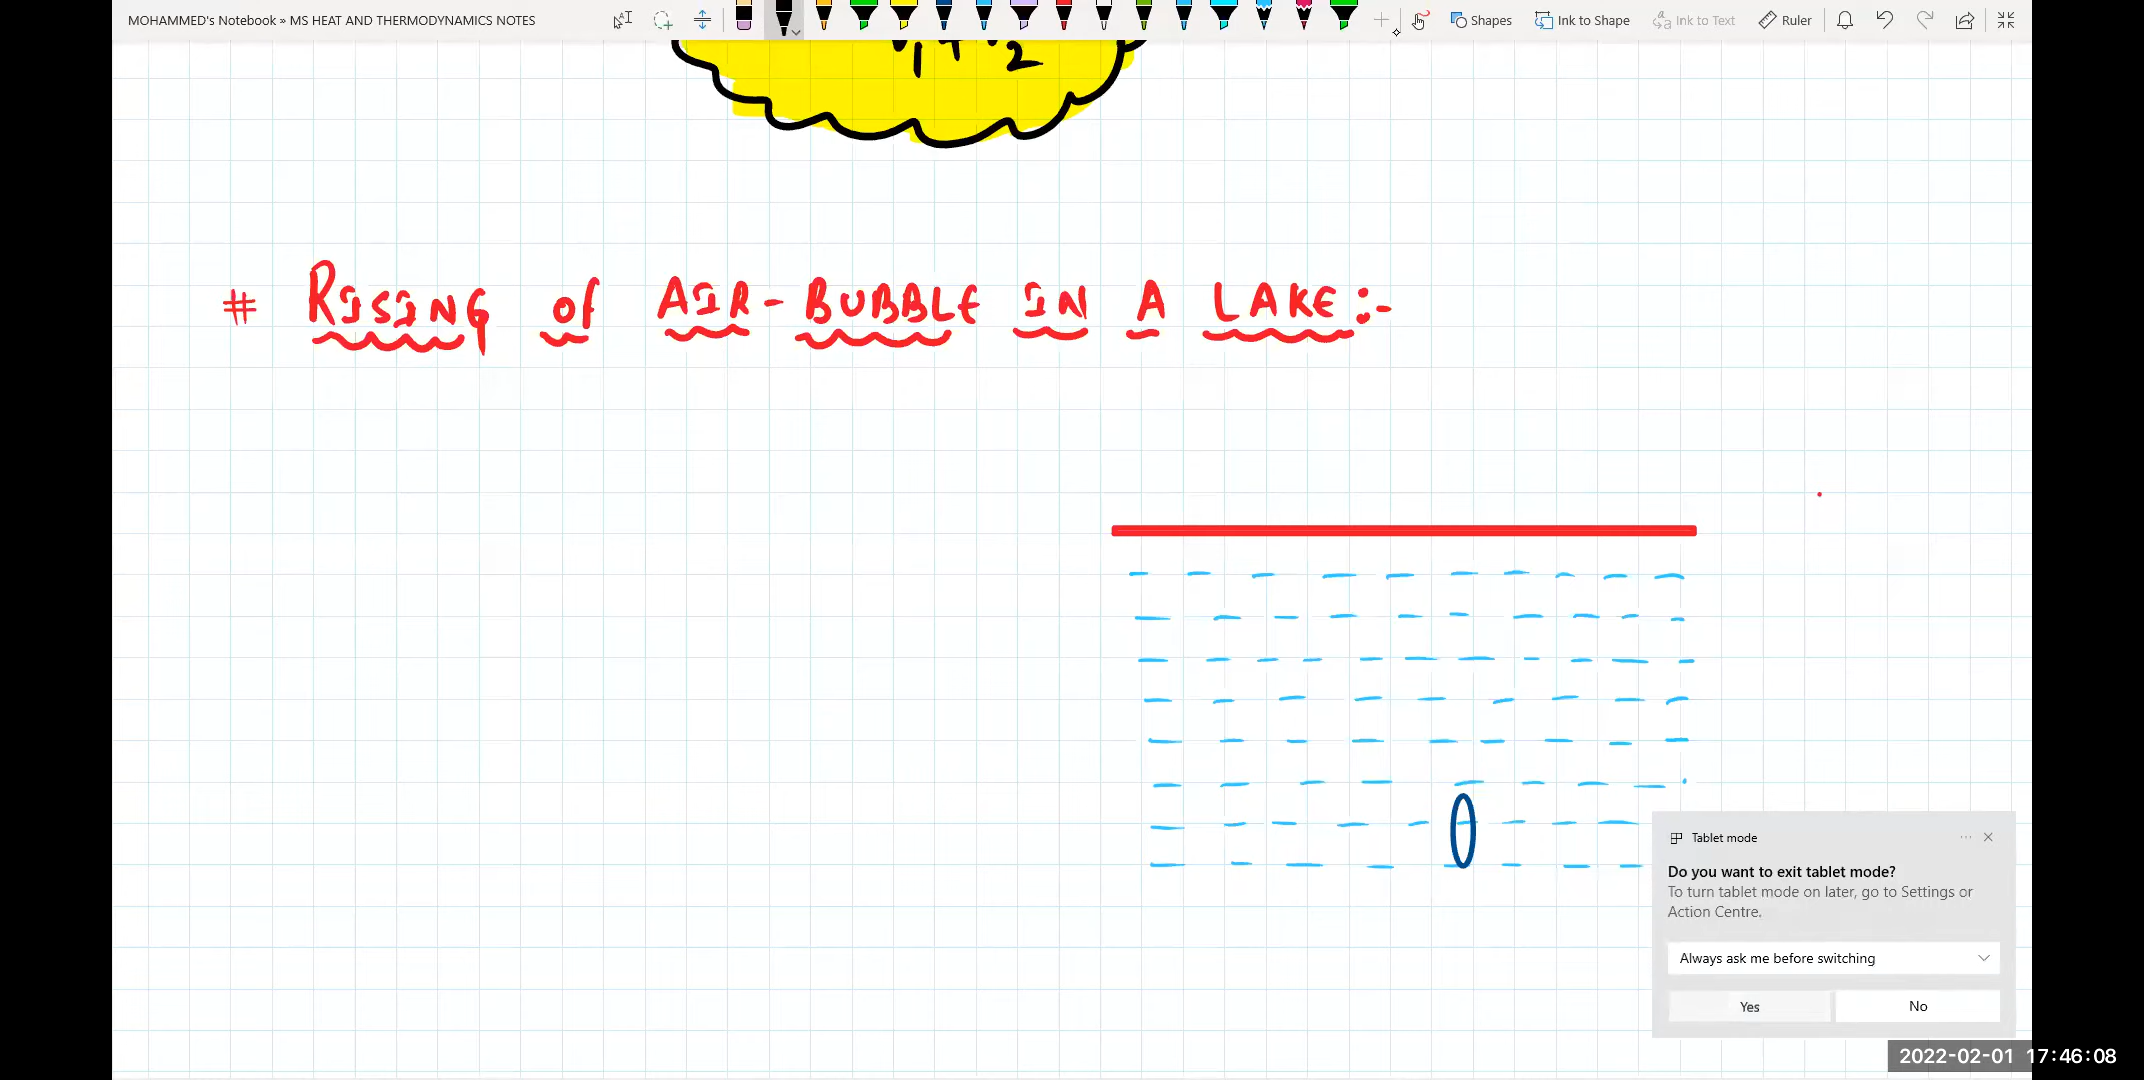 MOHAMMED's Notebook » MS HEAT AND THERMODYNAMICS NOTES
Shapes
Ink to Shape
Ink to Text
Ruler
1 + 2
# RISING of AIR-BUBBLE IN A LAKE:-
Tablet mode
Do you want to exit tablet mode?
To turn tablet mode on later, go to Settings or
Action Centre.
Always ask me before switching
Yes
No
2022-02-01 17:46:08